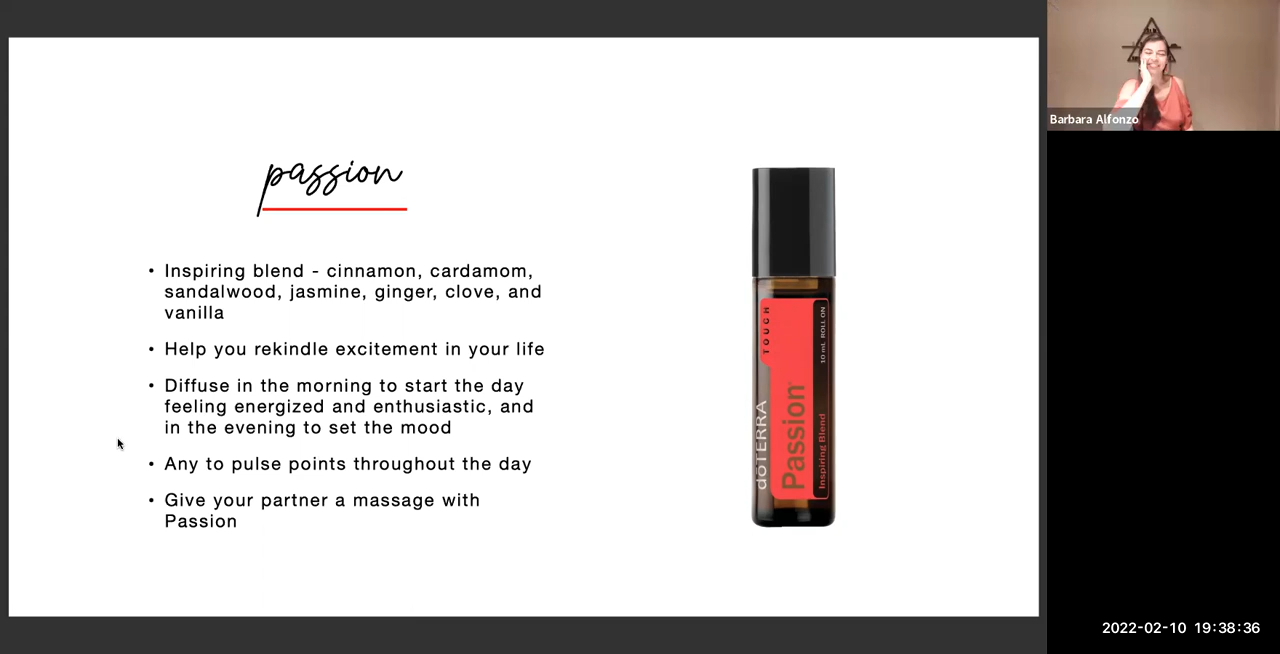 passion
• Inspiring blend - cinnamon, cardamom,
sandalwood, jasmine, ginger, clove, and
vanilla
• Help you rekindle excitement in your life
• Diffuse in the morning to start the day
feeling energized and enthusiastic, and
in the evening to set the mood
• Any to pulse points throughout the day
• Give your partner a massage with
Passion
dōTERRA
TOUCH
Passion
Inspiring Blend
10 mL ROLL ON
Barbara Alfonzo
2022-02-10 19:38:36